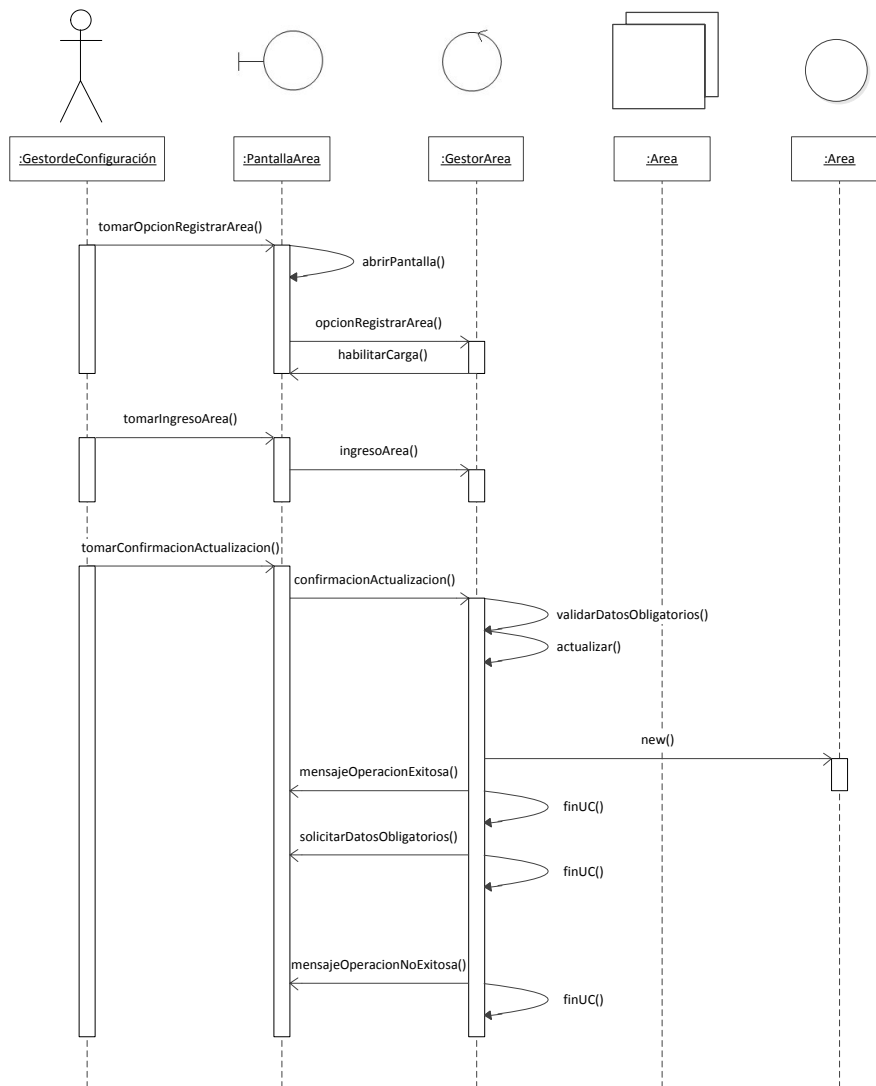 :GestordeConfiguración
:PantallaArea
:GestorArea
:Area
:Area
tomarOpcionRegistrarArea()
abrirPantalla()
opcionRegistrarArea()
habilitarCarga()
tomarIngresoArea()
ingresoArea()
tomarConfirmacionActualizacion()
confirmacionActualizacion()
validarDatosObligatorios()
actualizar()
new()
mensajeOperacionExitosa()
finUC()
solicitarDatosObligatorios()
finUC()
mensajeOperacionNoExitosa()
finUC()